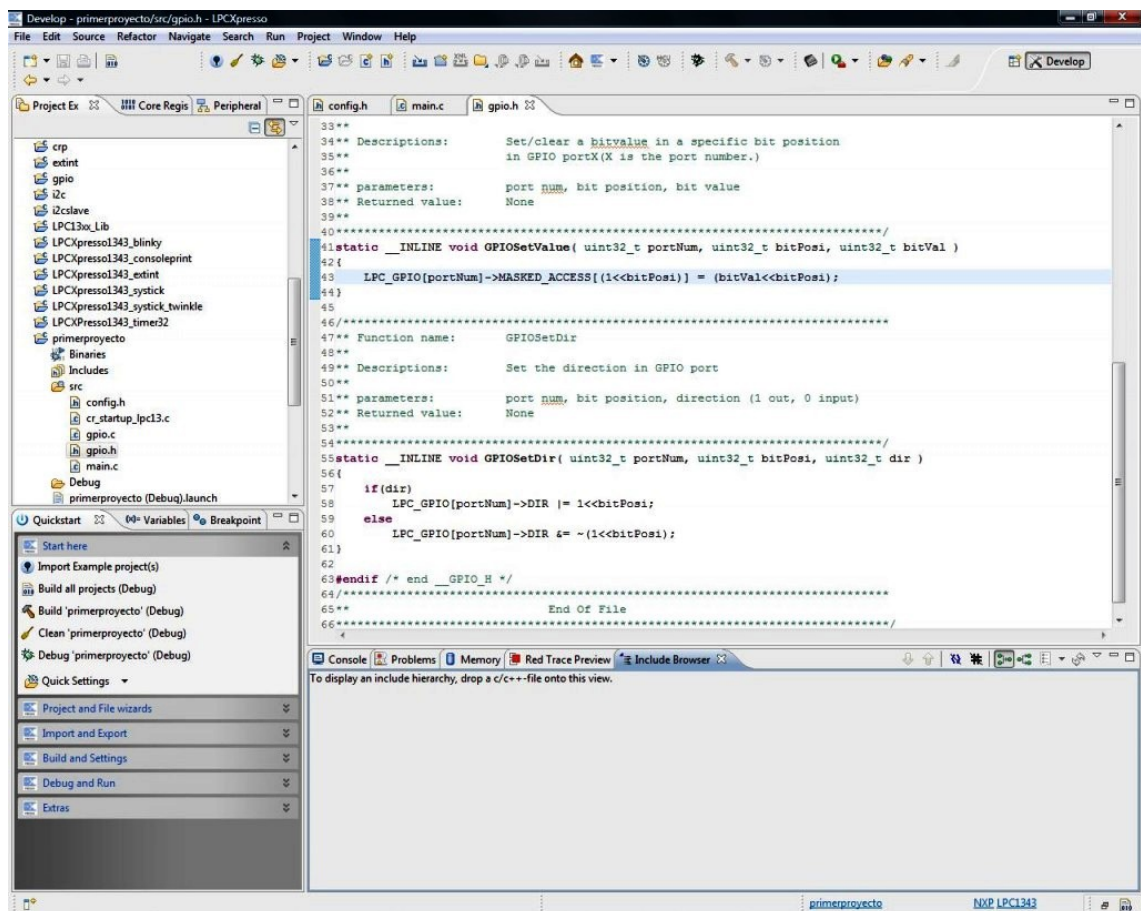 Develop - primerproyecto/src/gpio.h - LPCXpresso
File Edit Source Refactor Navigate Search Run Project Window Help
Develop
Project Ex Core Regis Peripheral
crp
extint
gpio
i2c
i2cslave
LPC13xx_Lib
LPCXpresso1343_blinky
LPCXpresso1343_consoleprint
LPCXpresso1343_extint
LPCXpresso1343_systick
LPCXpresso1343_systick_twinkle
LPCXPresso1343_timer32
primerproyecto
Binaries
Includes
src
config.h
cr_startup_lpc13.c
gpio.c
gpio.h
main.c
Debug
primerproyecto (Debug).launch
Quickstart (x)= Variables Breakpoint
Start here
Import Example project(s)
Build all projects (Debug)
Build 'primerproyecto' (Debug)
Clean 'primerproyecto' (Debug)
Debug 'primerproyecto' (Debug)
Quick Settings
Project and File wizards
Import and Export
Build and Settings
Debug and Run
Extras
config.h main.c gpio.h
33**
34** Descriptions: Set/clear a bitvalue in a specific bit position
35** in GPIO portX(X is the port number.)
36**
37** parameters: port num, bit position, bit value
38** Returned value: None
39**
40*****************************************************************************/
41static __INLINE void GPIOSetValue( uint32_t portNum, uint32_t bitPosi, uint32_t bitVal )
42{
43 LPC_GPIO[portNum]->MASKED_ACCESS[(1<<bitPosi)] = (bitVal<<bitPosi);
44}
45
46/*****************************************************************************
47** Function name: GPIOSetDir
48**
49** Descriptions: Set the direction in GPIO port
50**
51** parameters: port num, bit position, direction (1 out, 0 input)
52** Returned value: None
53**
54*****************************************************************************/
55static __INLINE void GPIOSetDir( uint32_t portNum, uint32_t bitPosi, uint32_t dir )
56{
57 if(dir)
58 LPC_GPIO[portNum]->DIR |= 1<<bitPosi;
59 else
60 LPC_GPIO[portNum]->DIR &= ~(1<<bitPosi);
61}
62
63#endif /* end __GPIO_H */
64/*****************************************************************************
65** End Of File
66******************************************************************************/
Console Problems Memory Red Trace Preview Include Browser
To display an include hierarchy, drop a c/c++-file onto this view.
primerproyecto NXP LPC1343